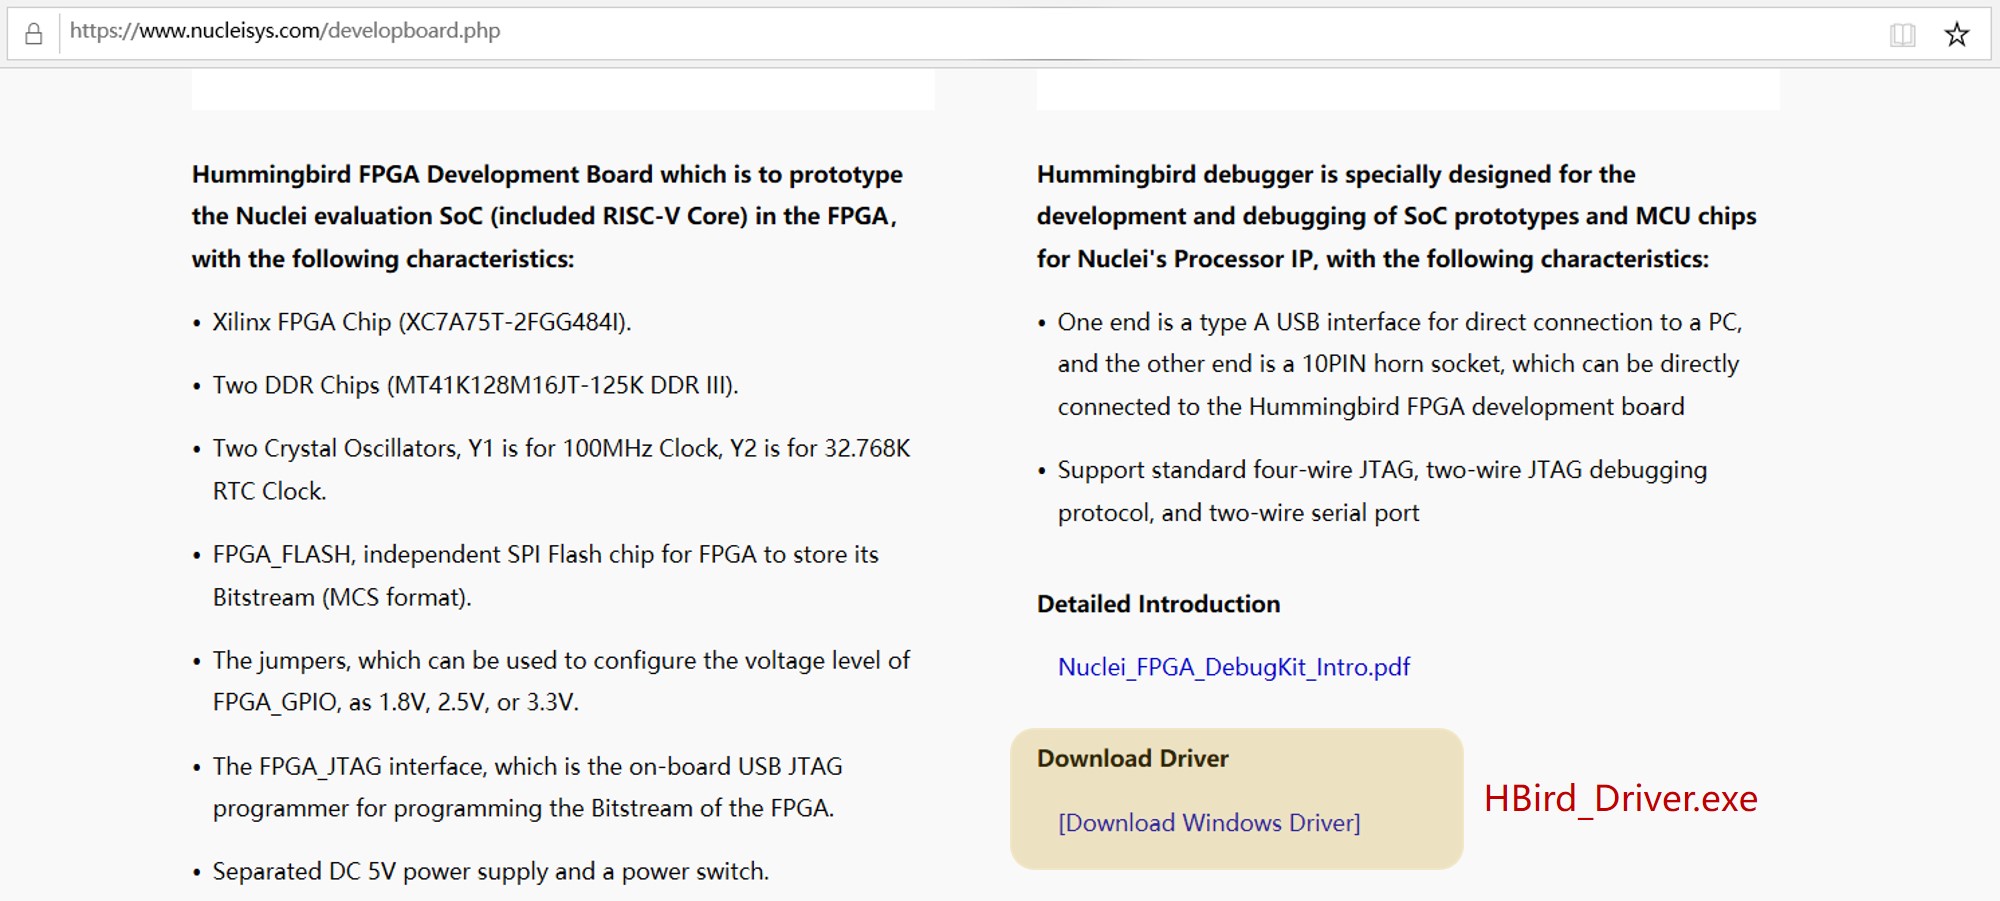 https://www.nucleisys.com/developboard.php
Hummingbird FPGA Development Board which is to prototype
the Nuclei evaluation SoC (included RISC-V Core) in the FPGA,
with the following characteristics:
• Xilinx FPGA Chip (XC7A75T-2FGG484I).
• Two DDR Chips (MT41K128M16JT-125K DDR III).
• Two Crystal Oscillators, Y1 is for 100MHz Clock, Y2 is for 32.768K
RTC Clock.
• FPGA_FLASH, independent SPI Flash chip for FPGA to store its
Bitstream (MCS format).
• The jumpers, which can be used to configure the voltage level of
FPGA_GPIO, as 1.8V, 2.5V, or 3.3V.
• The FPGA_JTAG interface, which is the on-board USB JTAG
programmer for programming the Bitstream of the FPGA.
• Separated DC 5V power supply and a power switch.
Hummingbird debugger is specially designed for the
development and debugging of SoC prototypes and MCU chips
for Nuclei's Processor IP, with the following characteristics:
• One end is a type A USB interface for direct connection to a PC,
and the other end is a 10PIN horn socket, which can be directly
connected to the Hummingbird FPGA development board
• Support standard four-wire JTAG, two-wire JTAG debugging
protocol, and two-wire serial port
Detailed Introduction
Nuclei_FPGA_DebugKit_Intro.pdf
Download Driver
[Download Windows Driver]
HBird_Driver.exe